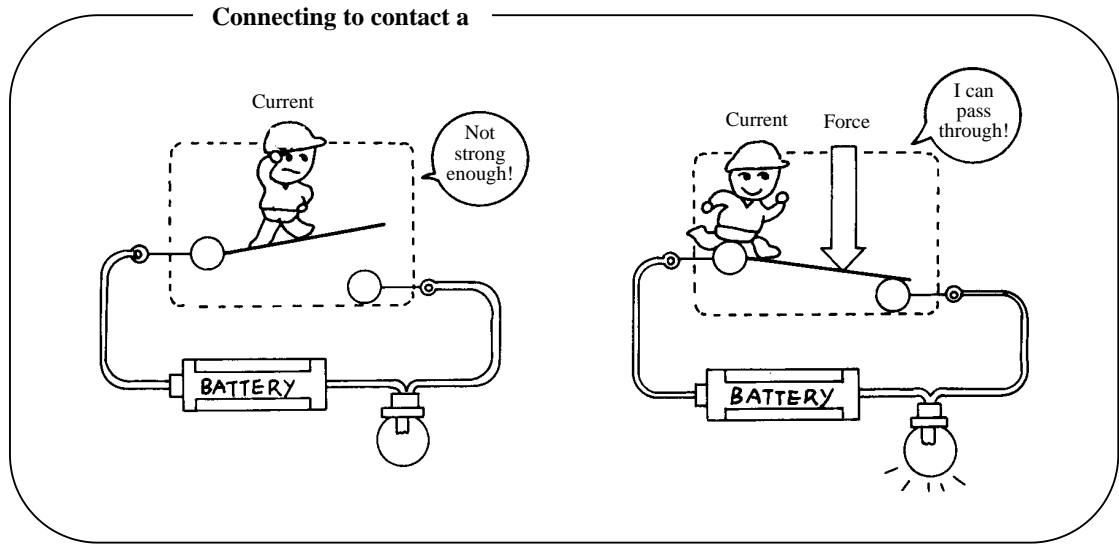 Connecting to contact a
Current
Not
strong
enough!
BATTERY
Current
Force
I can
pass
through!
BATTERY